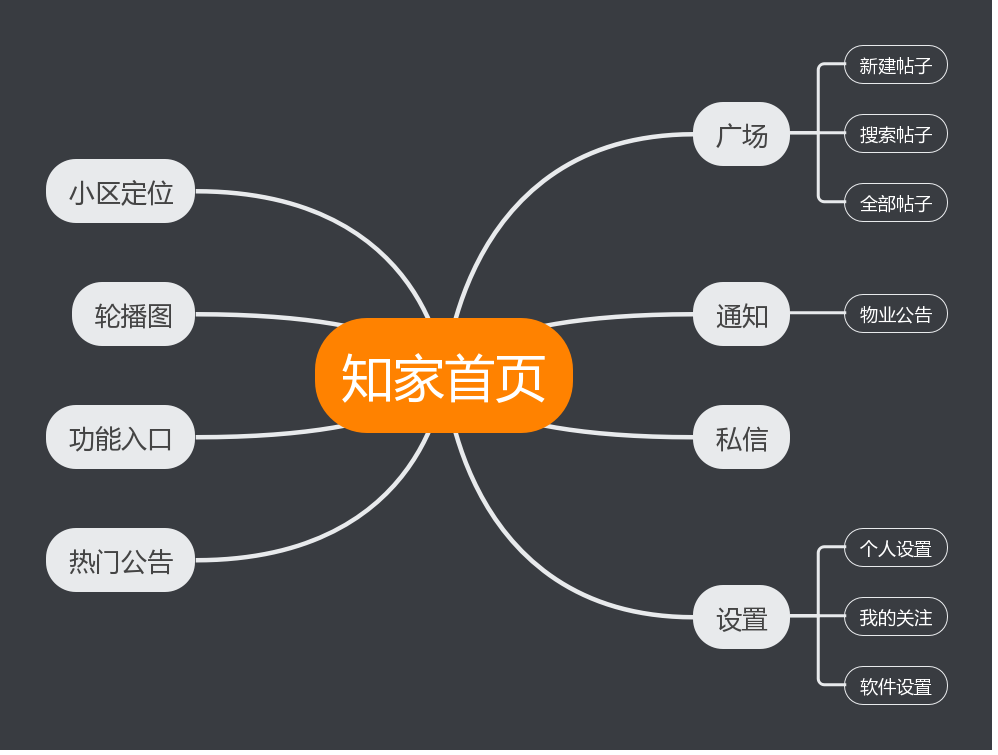 知家首页
小区定位
轮播图
功能入口
热门公告
广场
新建帖子
搜索帖子
全部帖子
通知
物业公告
私信
设置
个人设置
我的关注
软件设置